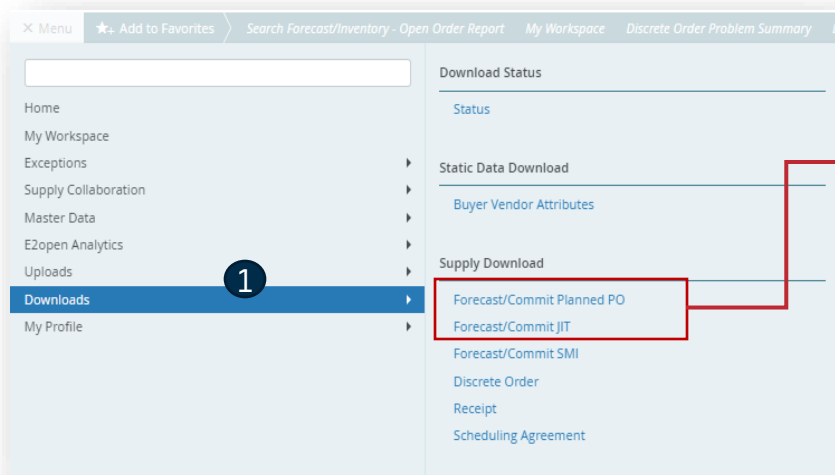 × Menu ★+ Add to Favorites Search Forecast/Inventory - Open Order Report My Workspace Discrete Order Problem Summary
Home
My Workspace
Exceptions
Supply Collaboration
Master Data
E2open Analytics
Uploads
1
Downloads
My Profile
Download Status
Status
Static Data Download
Buyer Vendor Attributes
Supply Download
Forecast/Commit Planned PO
Forecast/Commit JIT
Forecast/Commit SMI
Discrete Order
Receipt
Scheduling Agreement